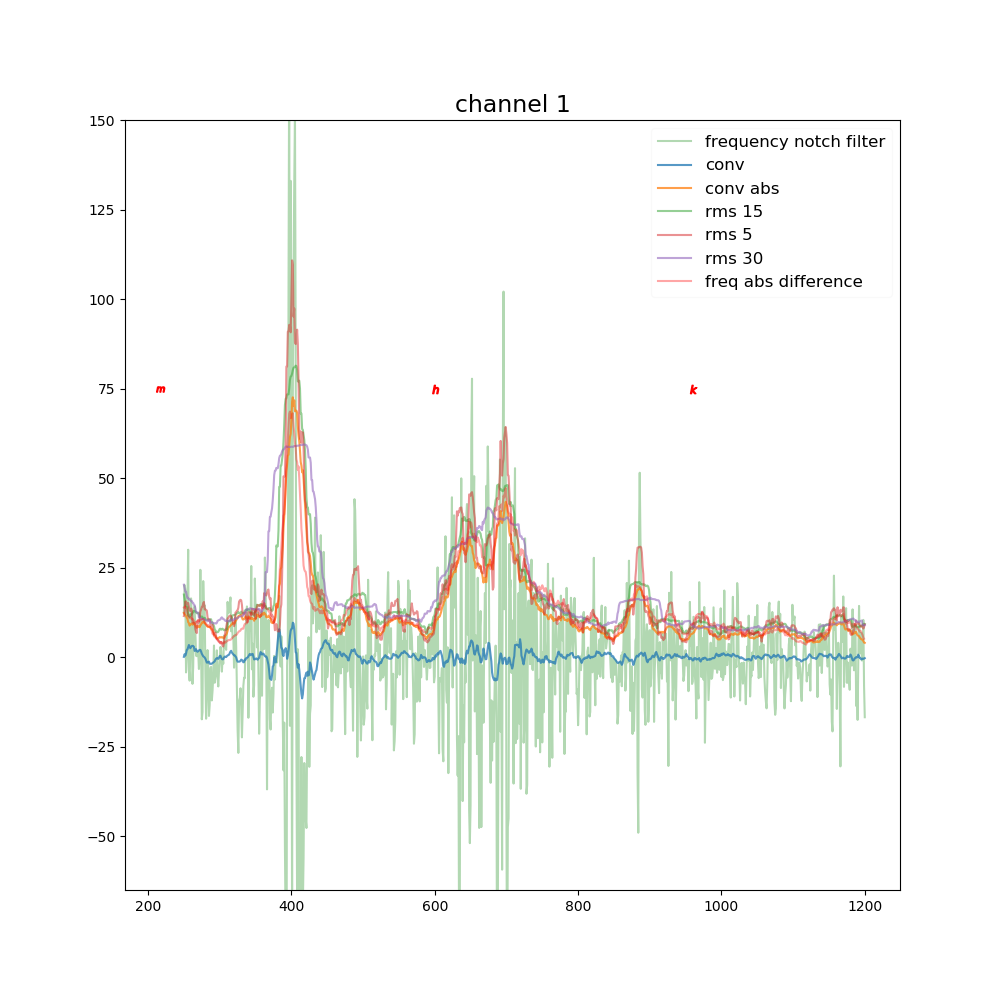 channel 1
150
125
100
75
50
25
0
−25
−50
200 400 600 800 1000 1200
frequency notch filter
conv
conv abs
rms 15
rms 5
rms 30
freq abs difference
m h k